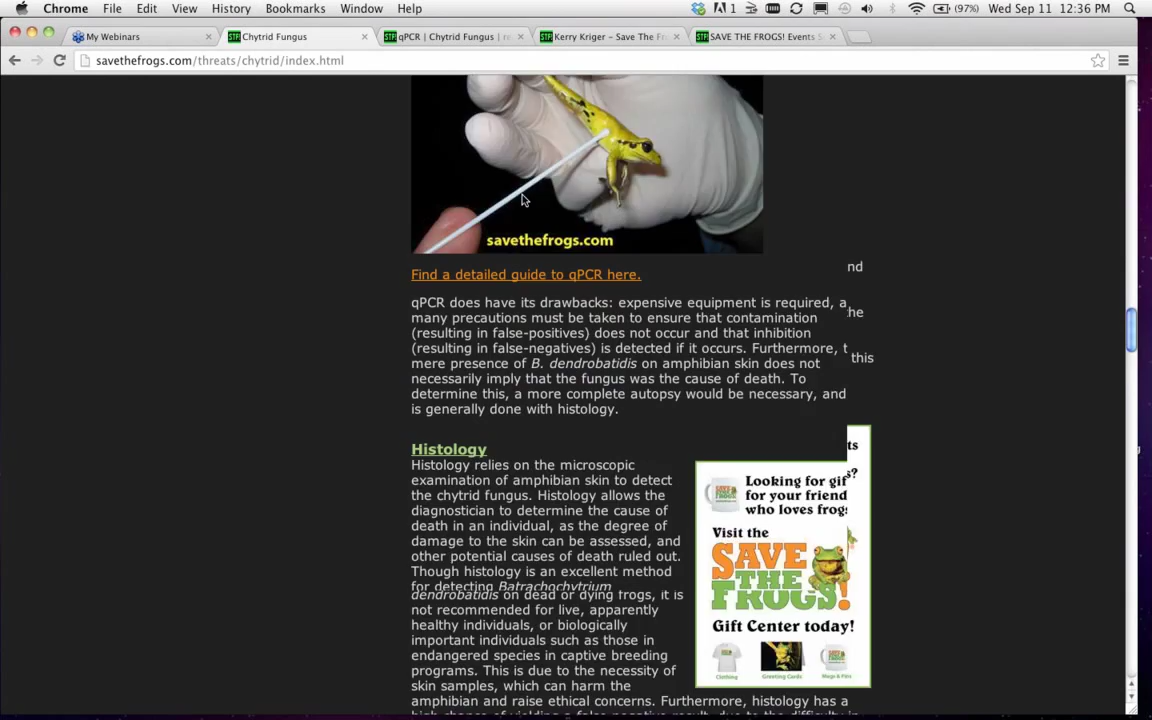 Chrome File Edit View History Bookmarks Window Help 1 (97%) Wed Sep 11 12:36 PM
My Webinars Chytrid Fungus qPCR | Chytrid Fungus | re Kerry Kriger – Save The Fr SAVE THE FROGS! Events S
savethefrogs.com/threats/chytrid/index.html
savethefrogs.com
Find a detailed guide to qPCR here.
nd
qPCR does have its drawbacks: expensive equipment is required, a
many precautions must be taken to ensure that contamination
he
(resulting in false-positives) does not occur and that inhibition
(resulting in false-negatives) is detected if it occurs. Furthermore, t
this
mere presence of B. dendrobatidis on amphibian skin does not
necessarily imply that the fungus was the cause of death. To
determine this, a more complete autopsy would be necessary, and
is generally done with histology.
Histology
Histology relies on the microscopic
examination of amphibian skin to detect
the chytrid fungus. Histology allows the
diagnostician to determine the cause of
death in an individual, as the degree of
damage to the skin can be assessed, and
other potential causes of death ruled out.
Though histology is an excellent method
for detecting Batrachochytrium
dendrobatidis on dead or dying frogs, it is
not recommended for live, apparently
healthy individuals, or biologically
important individuals such as those in
endangered species in captive breeding
programs. This is due to the necessity of
skin samples, which can harm the
amphibian and raise ethical concerns. Furthermore, histology has a
ts
s?
Looking for gif
for your friend
who loves frogs
Visit the
SAVE
THE
FROGS!
Gift Center today!
Clothing Greeting Cards Mugs & Pins